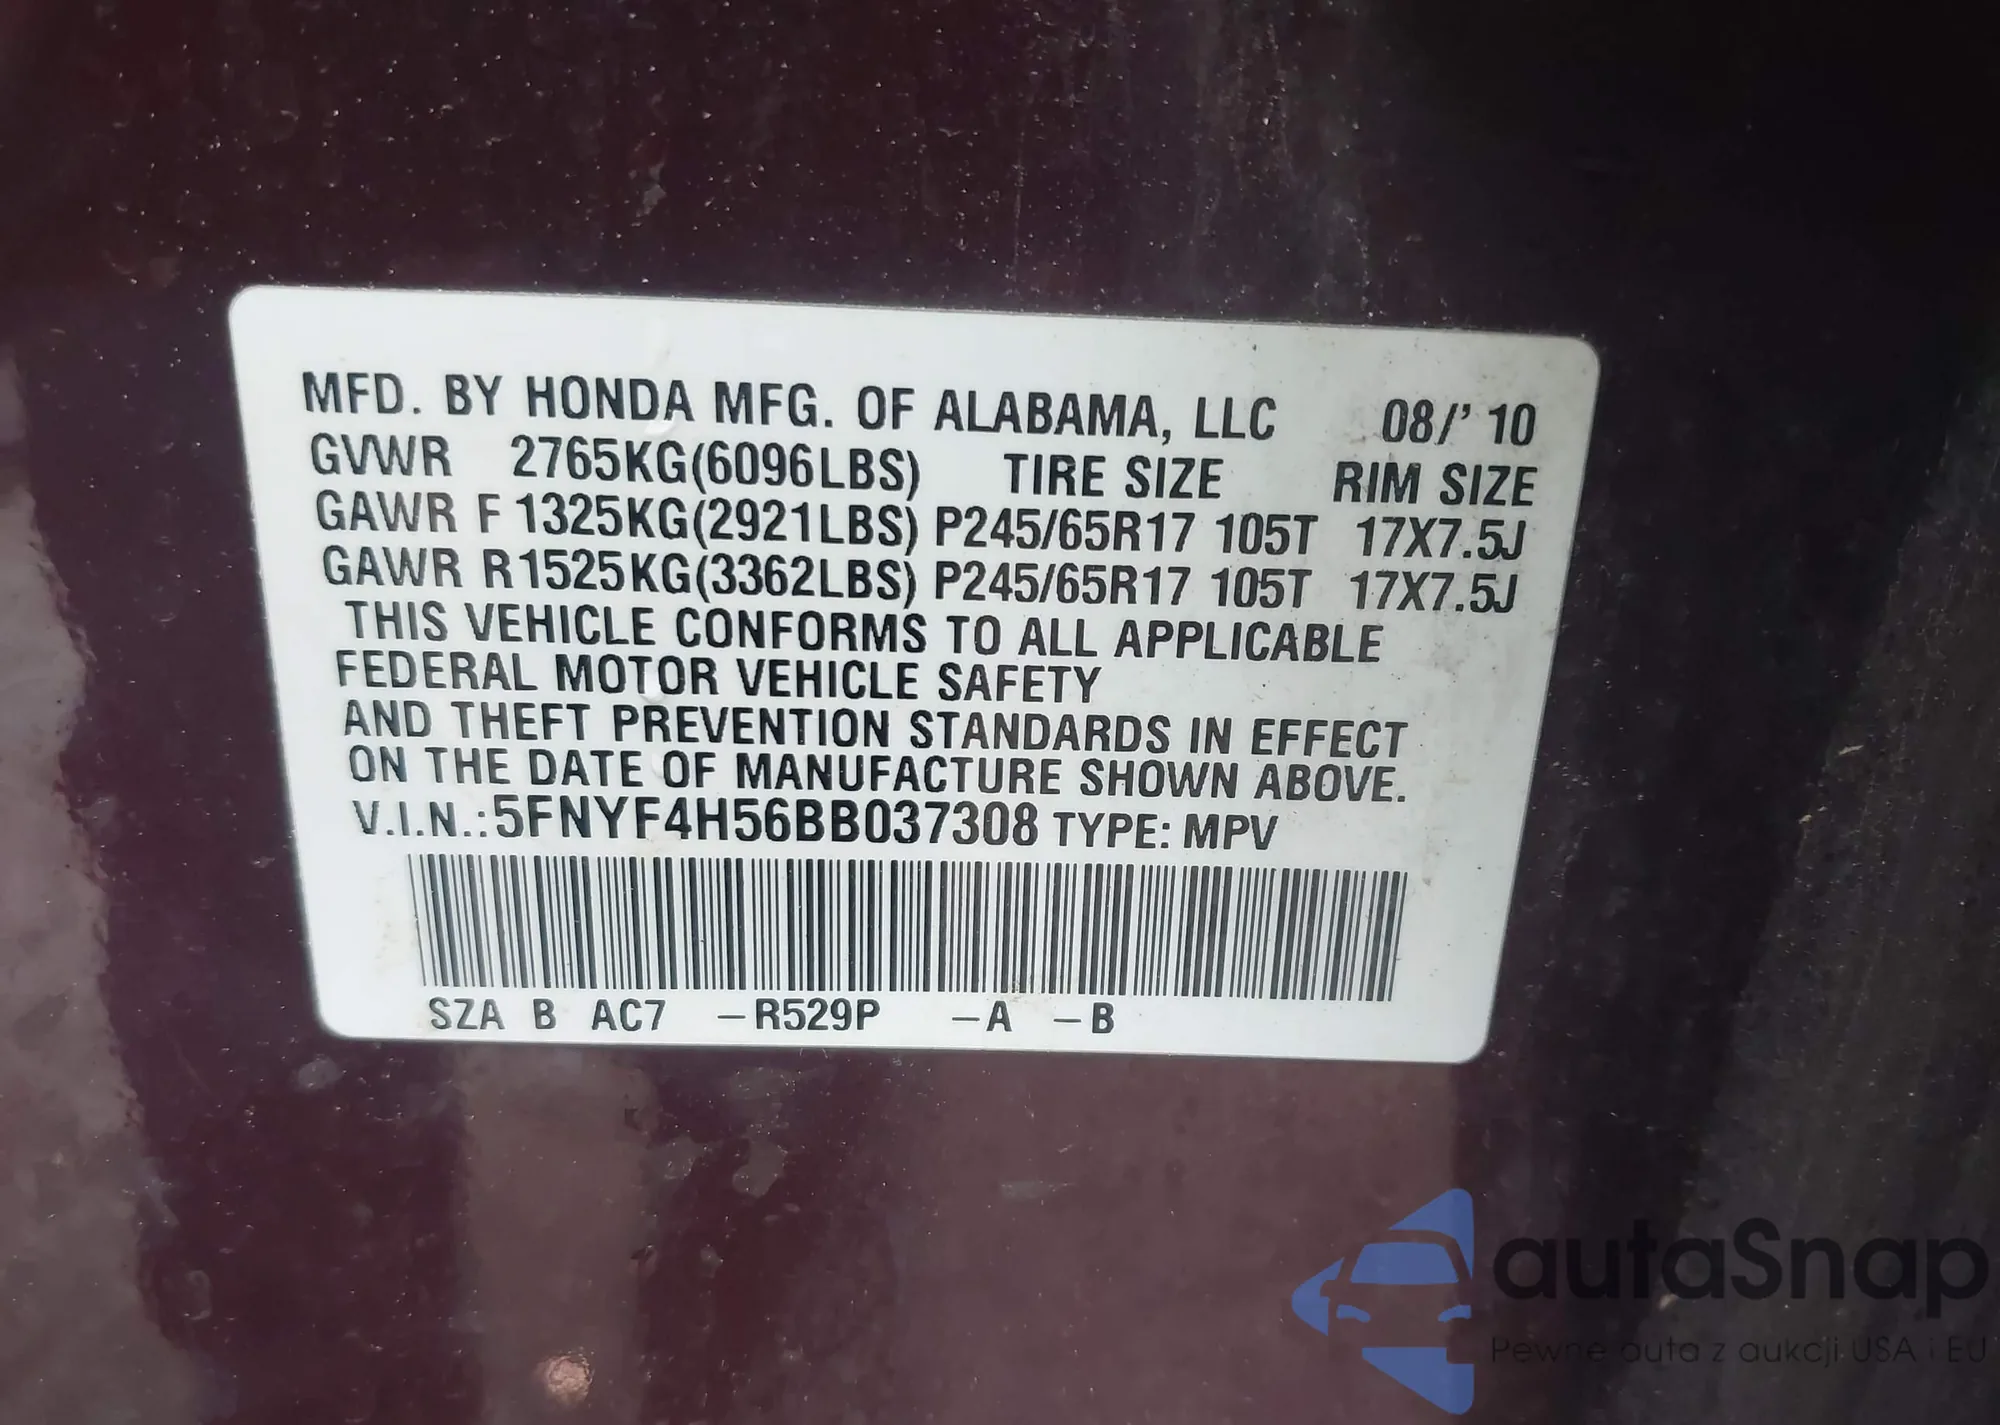 MFD. BY HONDA MFG. OF ALABAMA, LLC 08/' 10
GVWR 2765KG(6096LBS) TIRE SIZE RIM SIZE
GAWR F 1325KG(2921LBS) P245/65R17 105T 17X7.5J
GAWR R1525KG(3362LBS) P245/65R17 105T 17X7.5J
THIS VEHICLE CONFORMS TO ALL APPLICABLE
FEDERAL MOTOR VEHICLE SAFETY
AND THEFT PREVENTION STANDARDS IN EFFECT
ON THE DATE OF MANUFACTURE SHOWN ABOVE.
V.I.N.:5FNYF4H56BB037308 TYPE: MPV
SZA B AC7 –R529P –A –B
autaSnap
Pewne auta z aukcji USA i EU